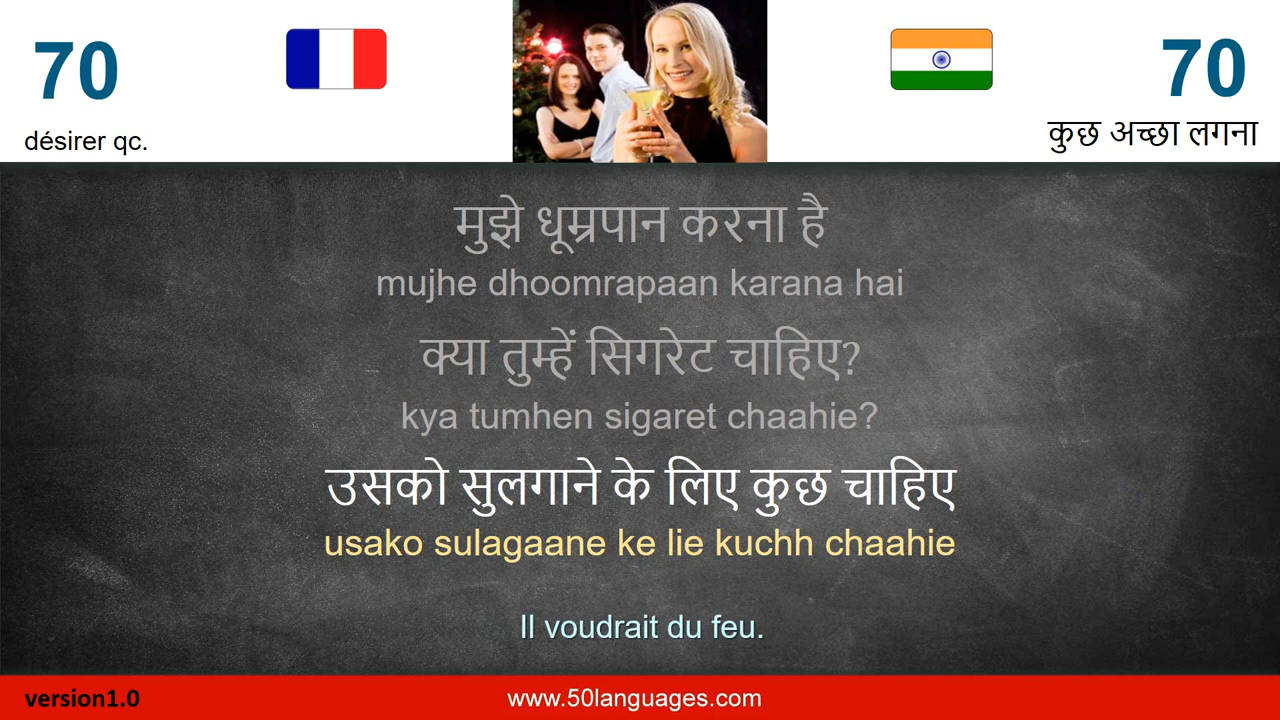 70
70
désirer qc.
कुछ अच्छा लगना
मुझे धूम्रपान करना है
mujhe dhoomrapaan karana hai
क्या तुम्हें सिगरेट चाहिए?
kya tumhen sigaret chaahie?
उसको सुलगाने के लिए कुछ चाहिए
usako sulagaane ke lie kuchh chaahie
Il voudrait du feu.
version1.0
www.50languages.com